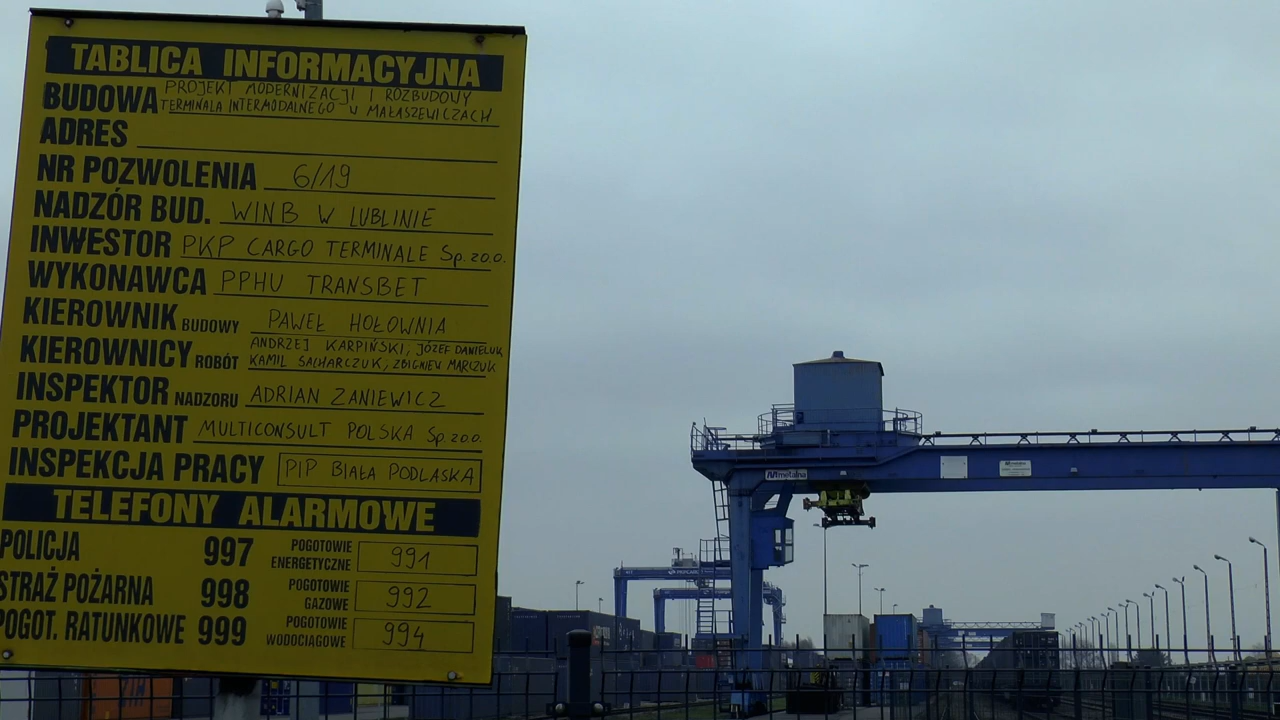 TABLICA INFORMACYJNA
BUDOWA PROJEKT MODERNIZACJI I ROZBUDOWY
TERMINALA INTERMODALNEGO W MAŁASZEWICZACH
ADRES
NR POZWOLENIA 6/19
NADZÓR BUD. WINB W LUBLINIE
INWESTOR PKP CARGO TERMINALE Sp. z o.o.
WYKONAWCA PPHU TRANSBET
KIEROWNIK BUDOWY PAWEŁ HOŁOWNIA
KIEROWNICY ROBÓT ANDRZEJ KARPIŃSKI; JÓZEF DANIELUK
KAMIL SACHARCZUK; ZBIGNIEW MARCZUK
INSPEKTOR NADZORU ADRIAN ZANIEWICZ
PROJEKTANT MULTICONSULT POLSKA Sp. z o.o.
INSPEKCJA PRACY PIP BIAŁA PODLASKA
TELEFONY ALARMOWE
POLICJA 997 POGOTOWIE ENERGETYCZNE 991
STRAŻ POŻARNA 998 POGOTOWIE GAZOWE 992
POGOT. RATUNKOWE 999 POGOTOWIE WODOCIĄGOWE 994
metalna